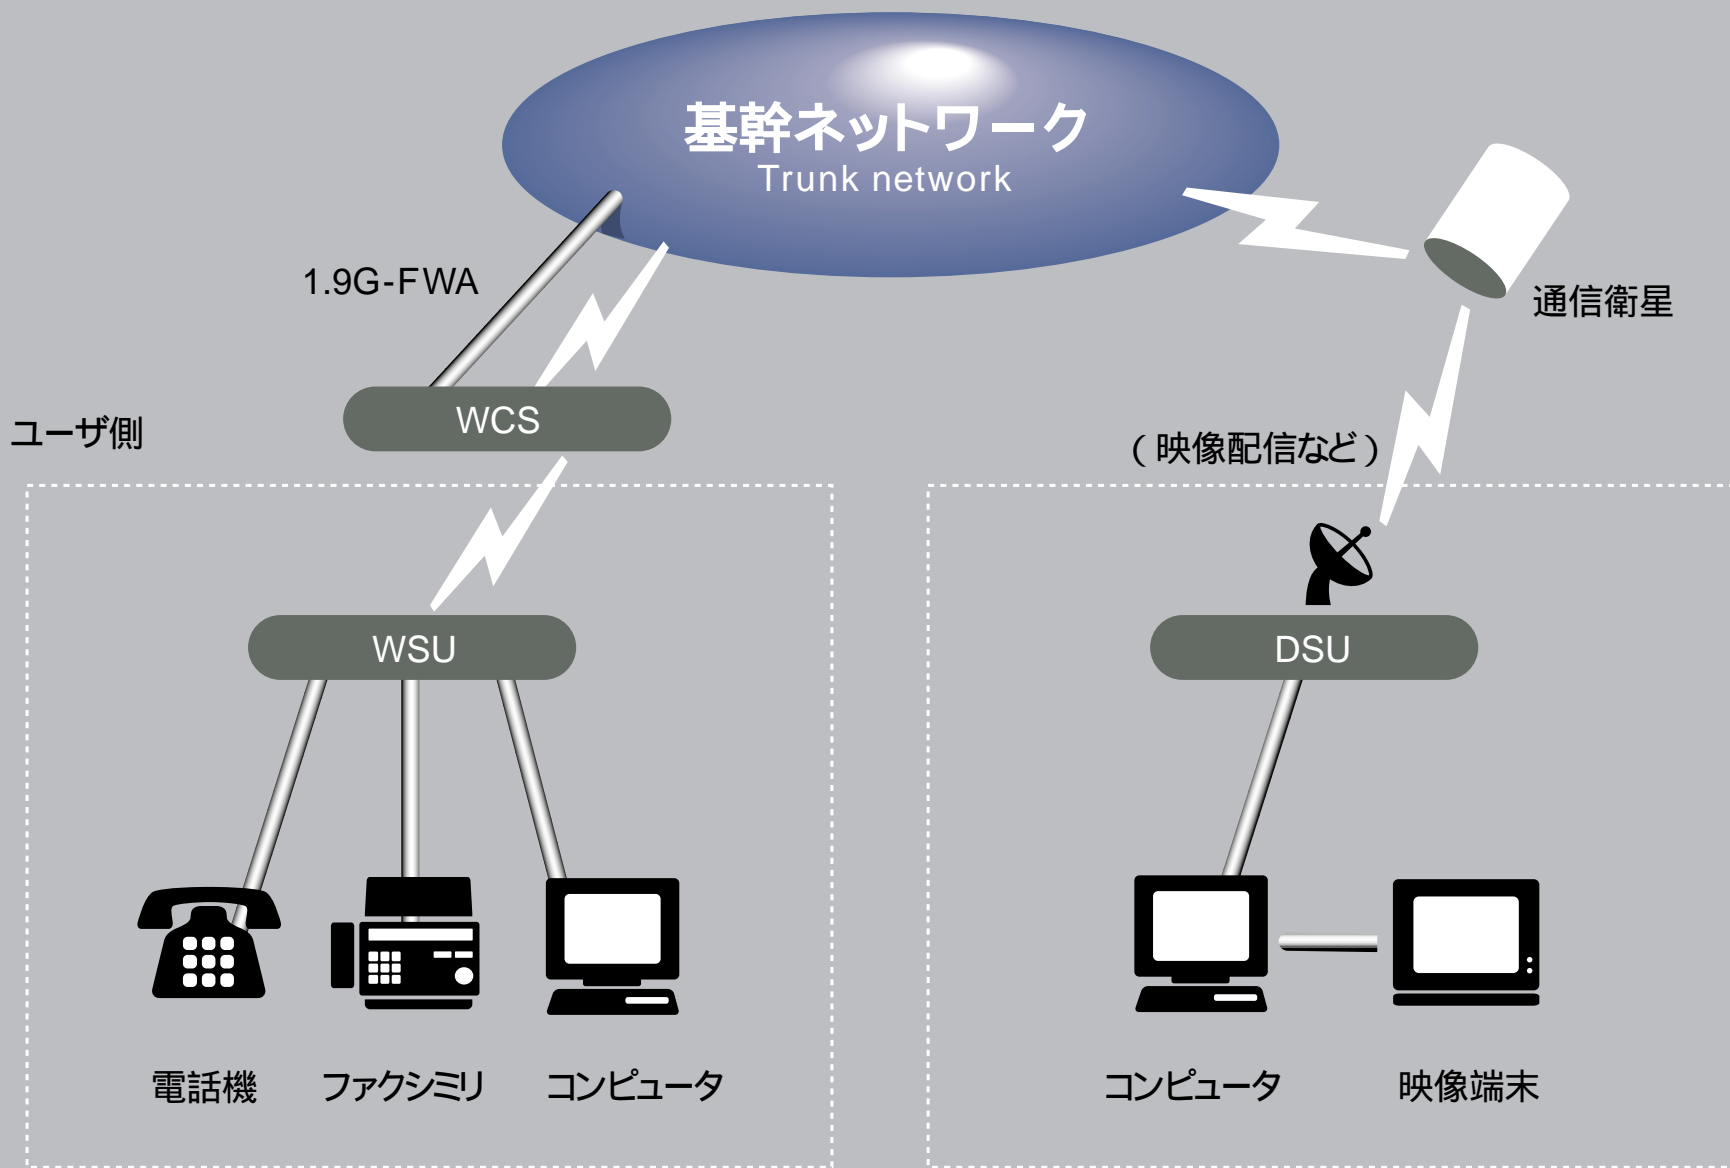 基幹ネットワーク
Trunk network
1.9G-FWA
通信衛星
WCS
ユーザ側
(映像配信など)
WSU
DSU
電話機
ファクシミリ
コンピュータ
コンピュータ
映像端末